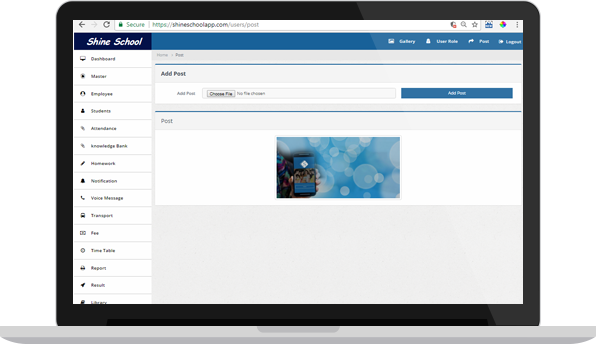 Secure https://shineschoolapp.com/users/post
Shine School
Gallery User Role Post Logout
Home Post
Dashboard
Master
Employee
Students
Attendance
knowledge Bank
Homework
Notification
Voice Message
Transport
Fee
Time Table
Report
Result
Library
Add Post
Add Post Choose File No file chosen Add Post
Post